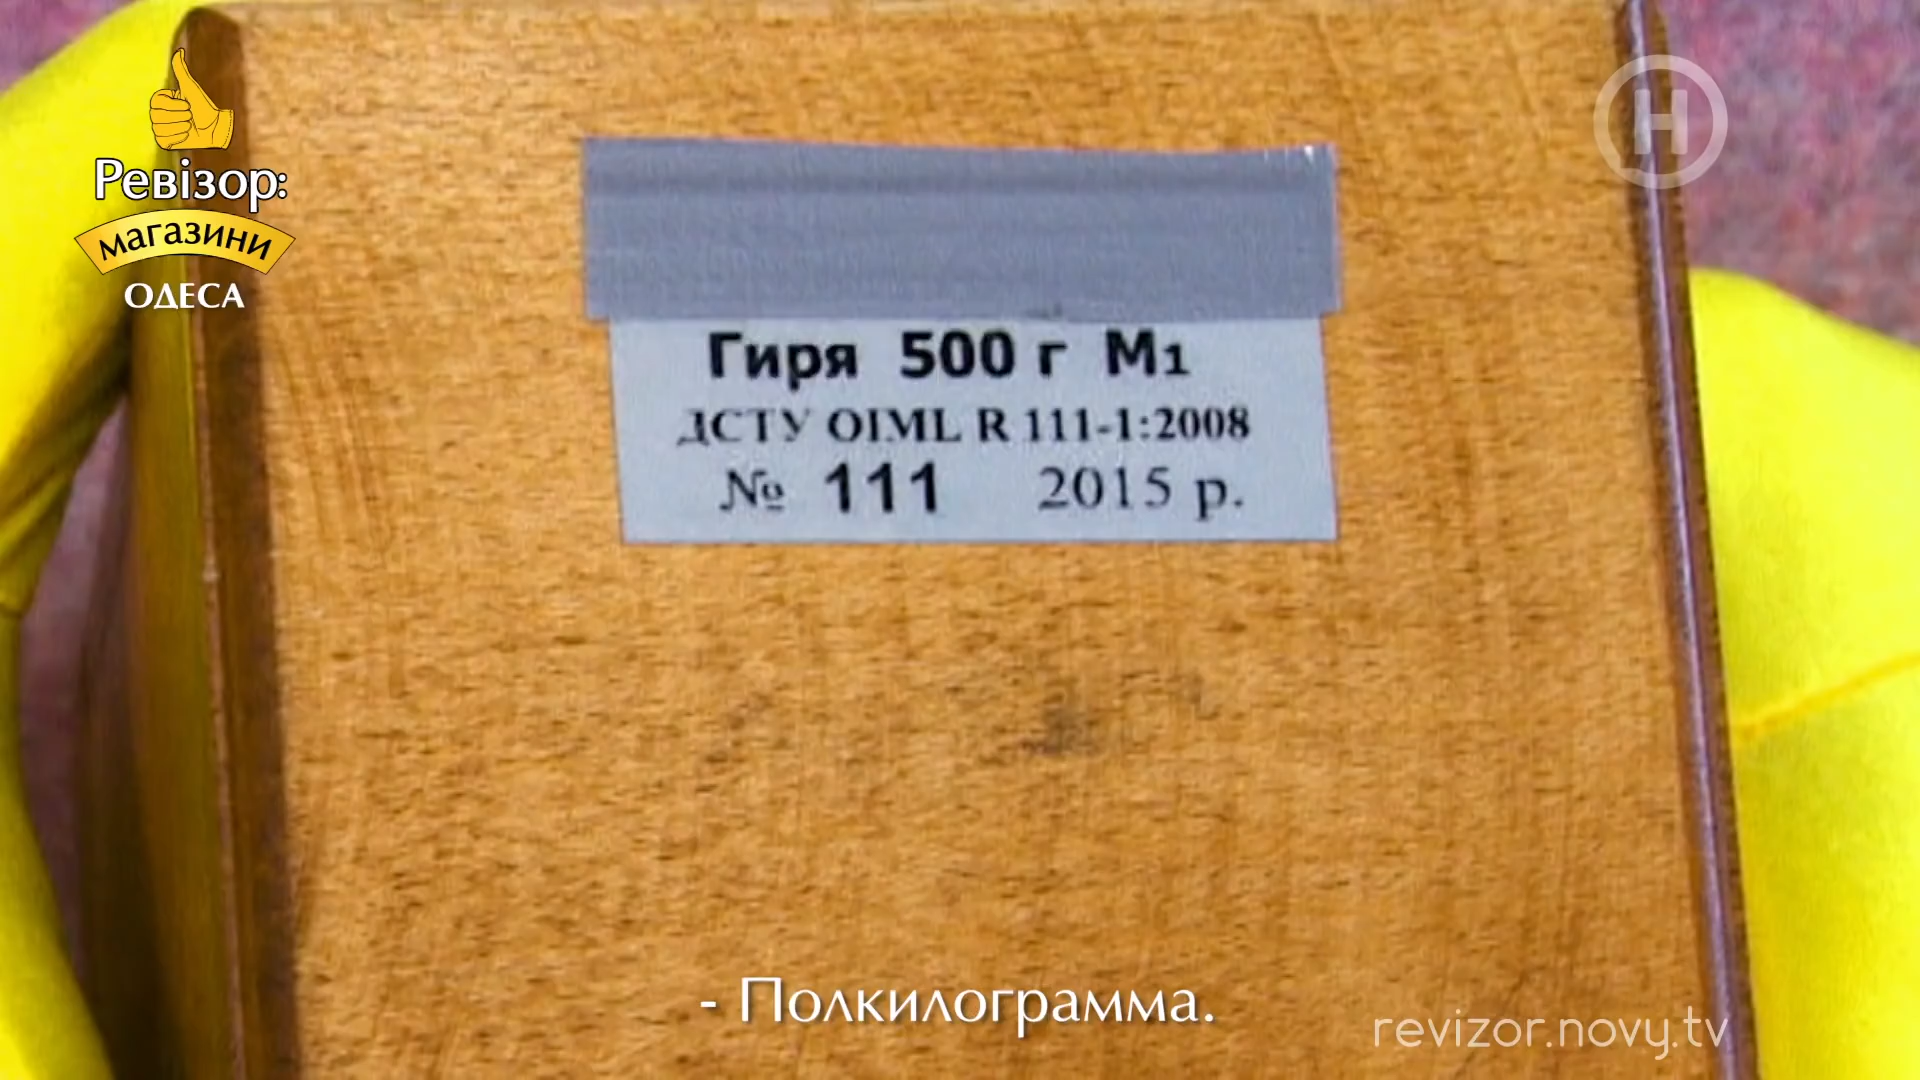 Ревізор:
магазини
ОДЕСА
H
Гиря 500 г М1
ДСТУ OIML R 111-1:2008
№ 111 2015 р.
- Полкилограмма.
revizor.novy.tv